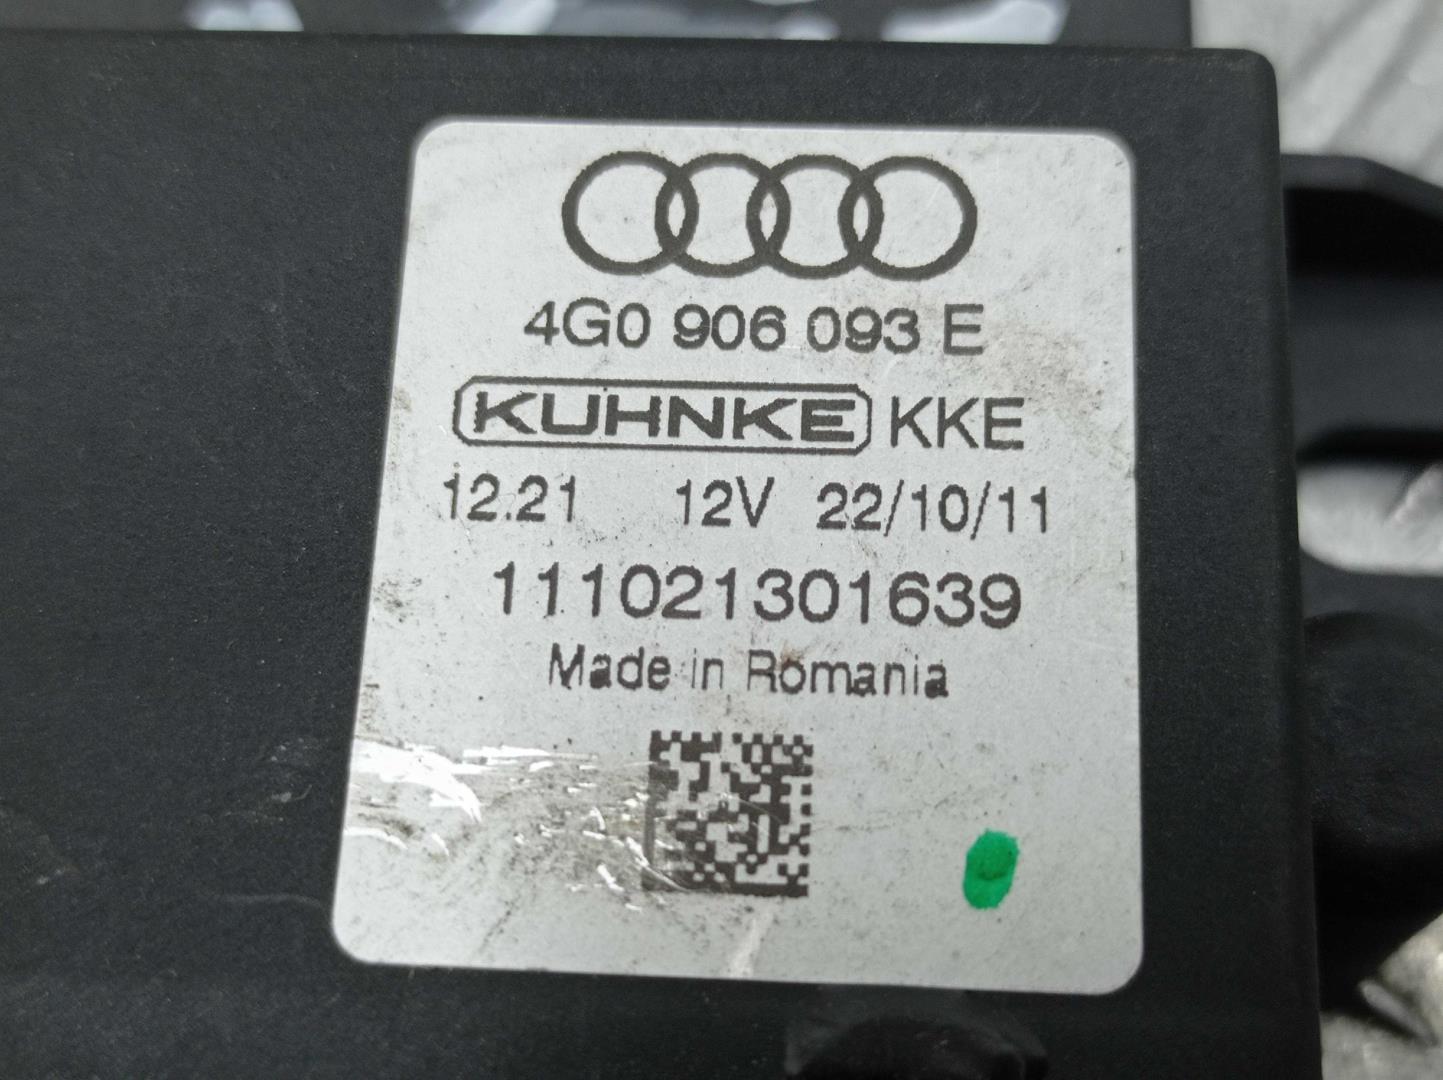 4G0 906 093 E
KUHNKE KKE
12.21 12V 22/10/11
111021301639
Made in Romania